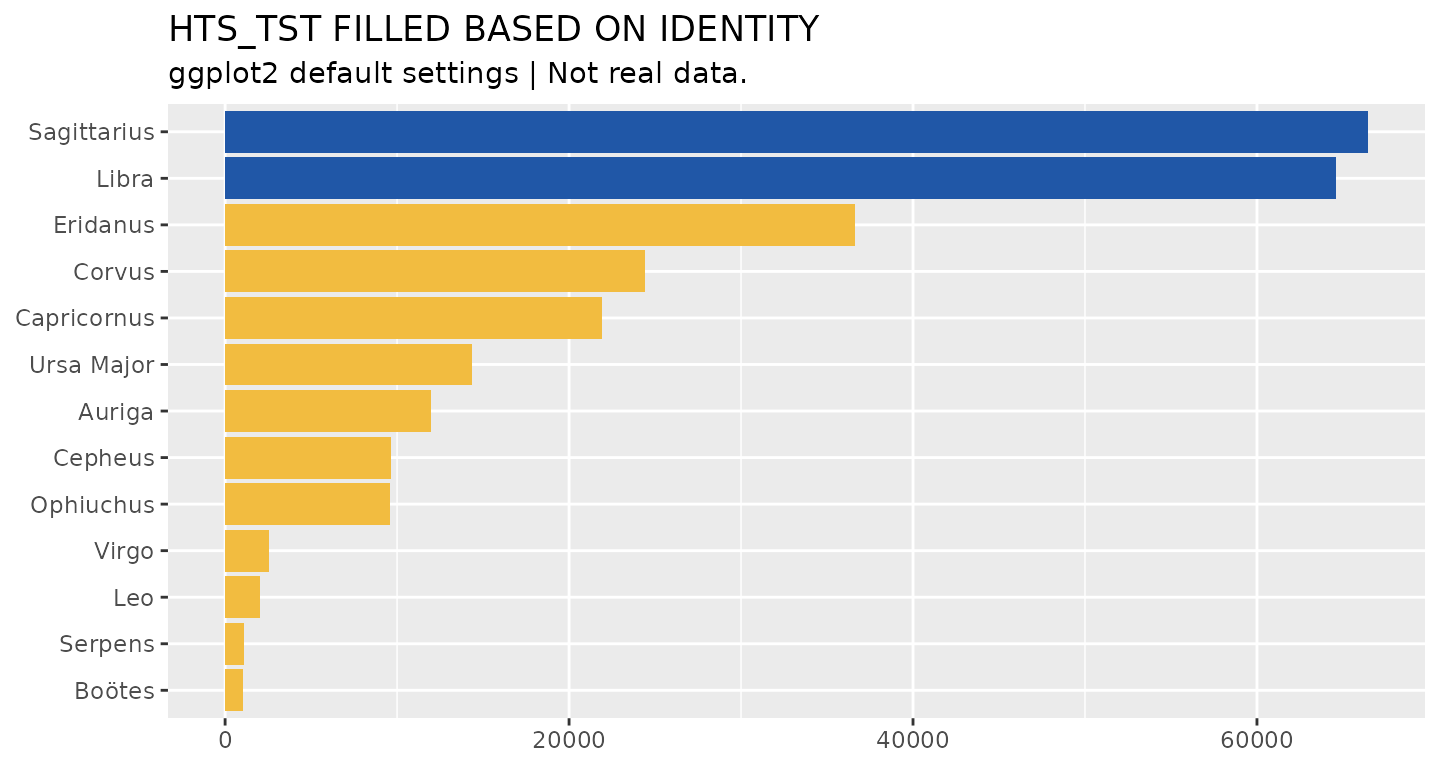 HTS_TST FILLED BASED ON IDENTITY
ggplot2 default settings | Not real data.
Sagittarius
Libra
Eridanus
Corvus
Capricornus
Ursa Major
Auriga
Cepheus
Ophiuchus
Virgo
Leo
Serpens
Boötes
0 20000 40000 60000